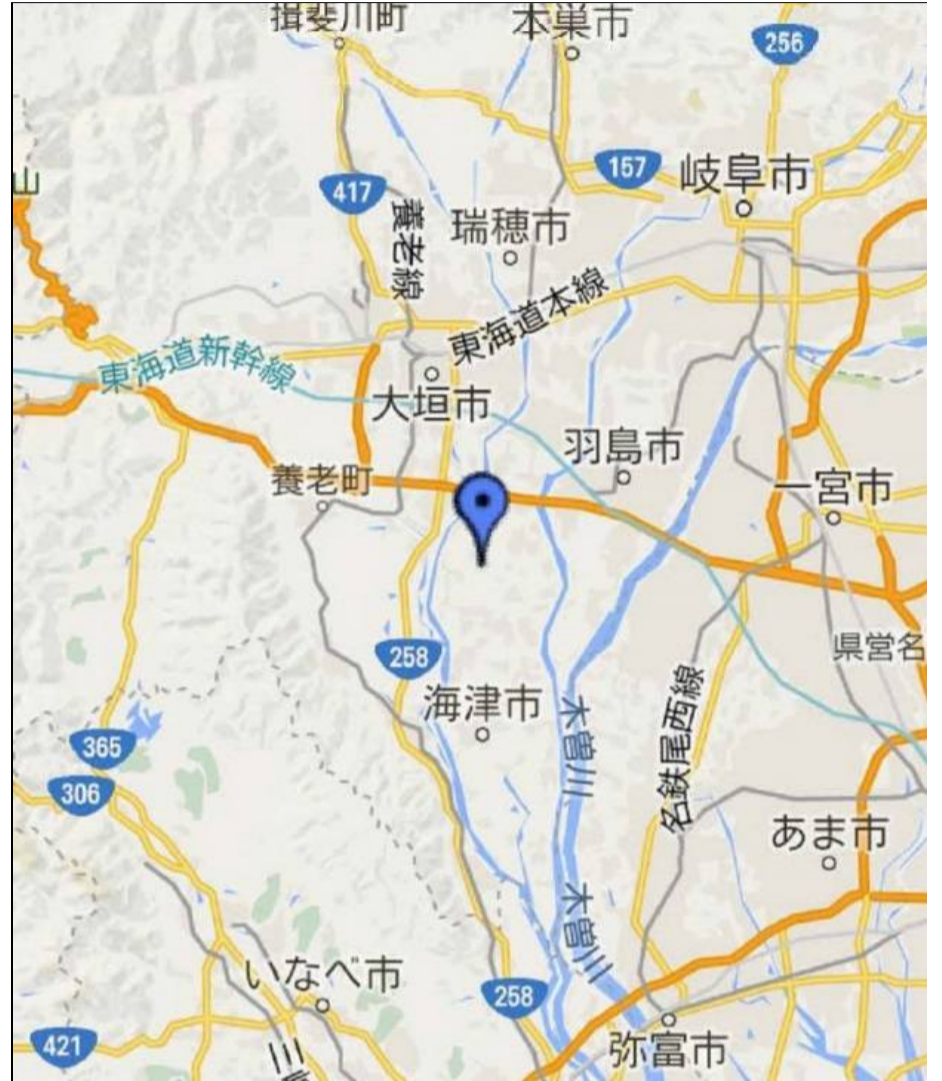 揖斐川町
本巣市
256
山
417
157
岐阜市
養老線
瑞穂市
東海道本線
東海道新幹線
大垣市
羽島市
養老町
一宮市
258
県営名
海津市
木曽川
名鉄尾西線
365
306
あま市
木曽川
いなべ市
258
421
弥富市
三岐